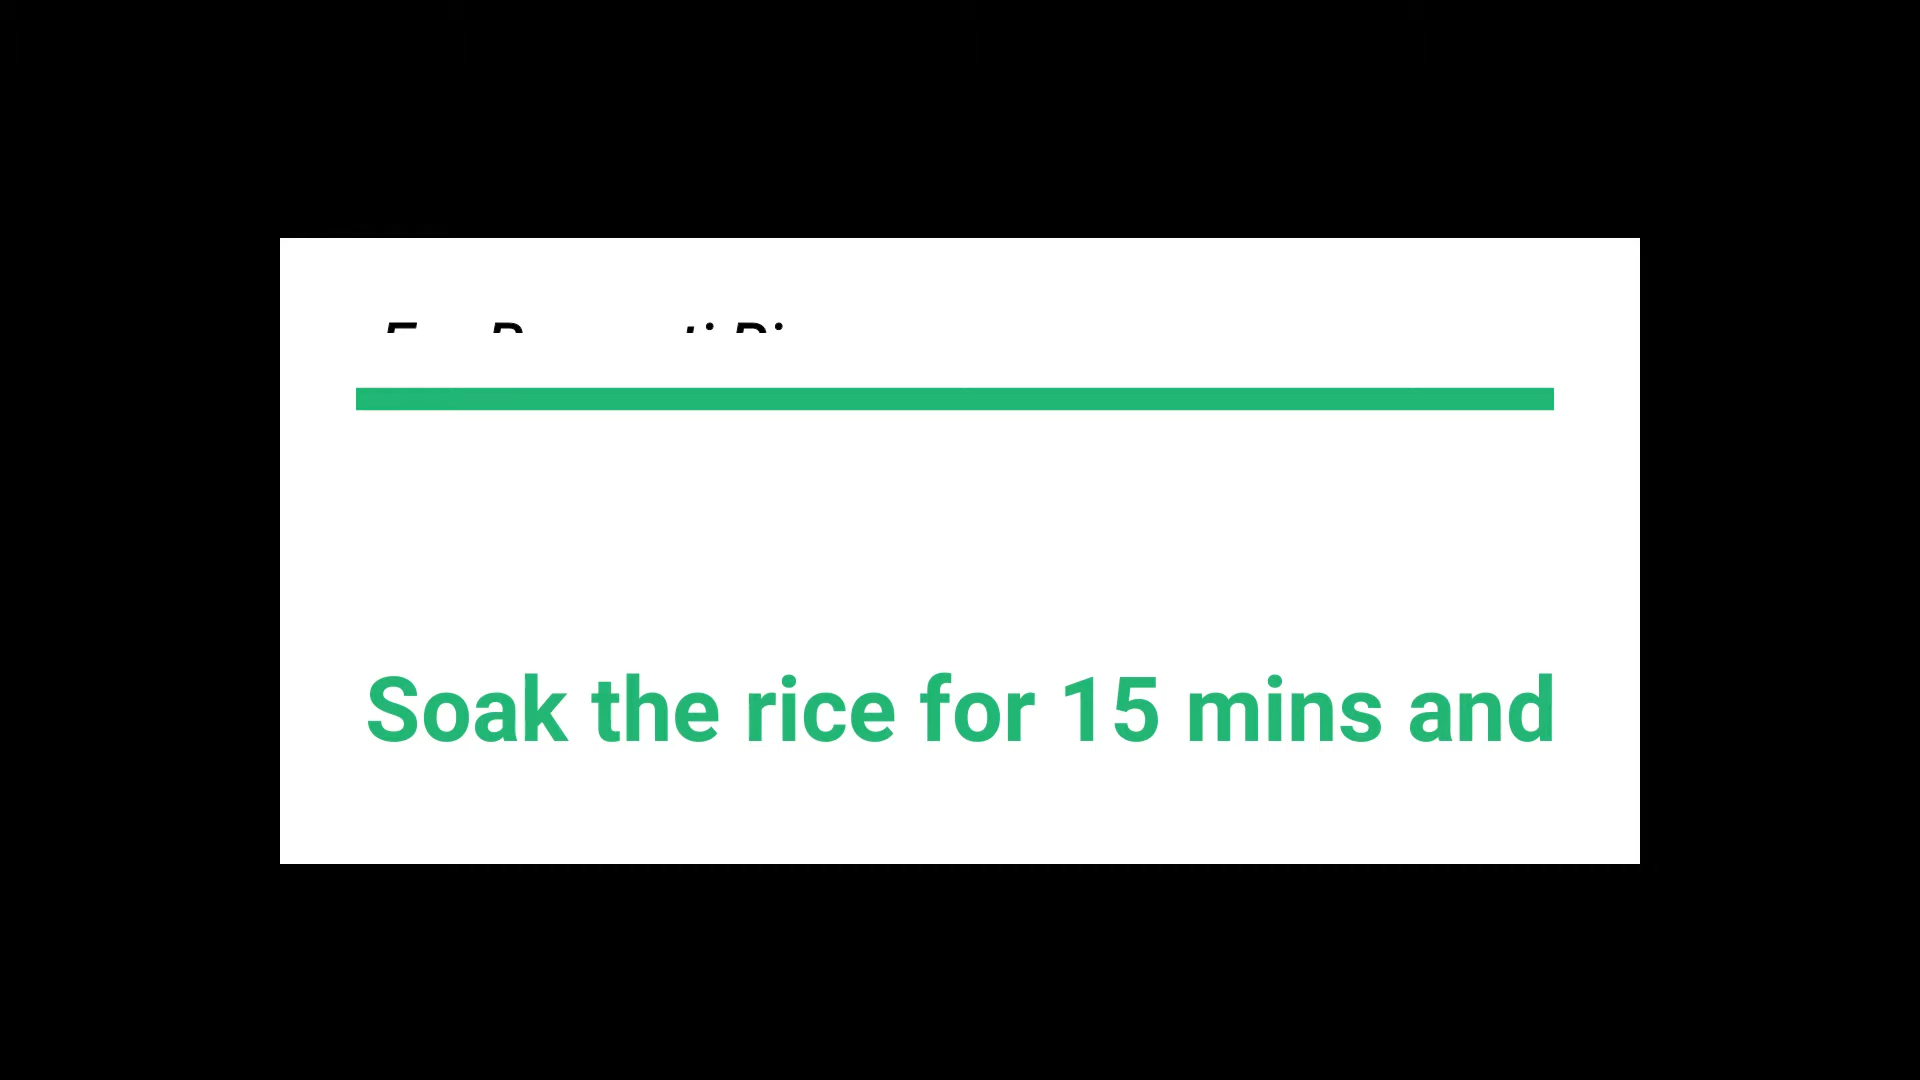 Soak the rice for 15 mins and